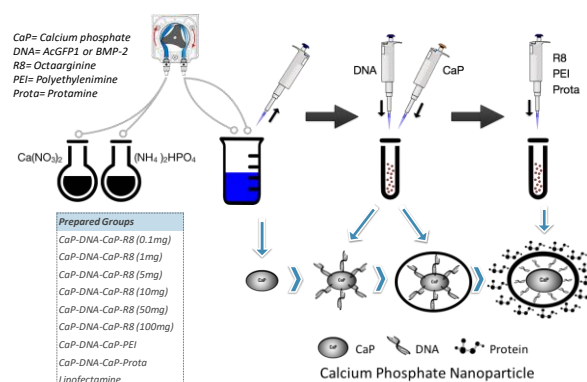 CaP= Calcium phosphate
DNA= AcGFP1 or BMP-2
R8= Octaarginine
PEI= Polyethylenimine
Prota= Protamine
DNA
CaP
R8
PEI
Prota
Ca(NO3)2
(NH4 )2HPO4
Prepared Groups
CaP-DNA-CaP-R8 (0.1mg)
CaP-DNA-CaP-R8 (1mg)
CaP-DNA-CaP-R8 (5mg)
CaP-DNA-CaP-R8 (10mg)
CaP-DNA-CaP-R8 (50mg)
CaP-DNA-CaP-R8 (100mg)
CaP-DNA-CaP-PEI
CaP-DNA-CaP-Prota
Lipofectamine
CaP
CaP
CaP
CaP
CaP
CaP
DNA
Protein
Calcium Phosphate Nanoparticle